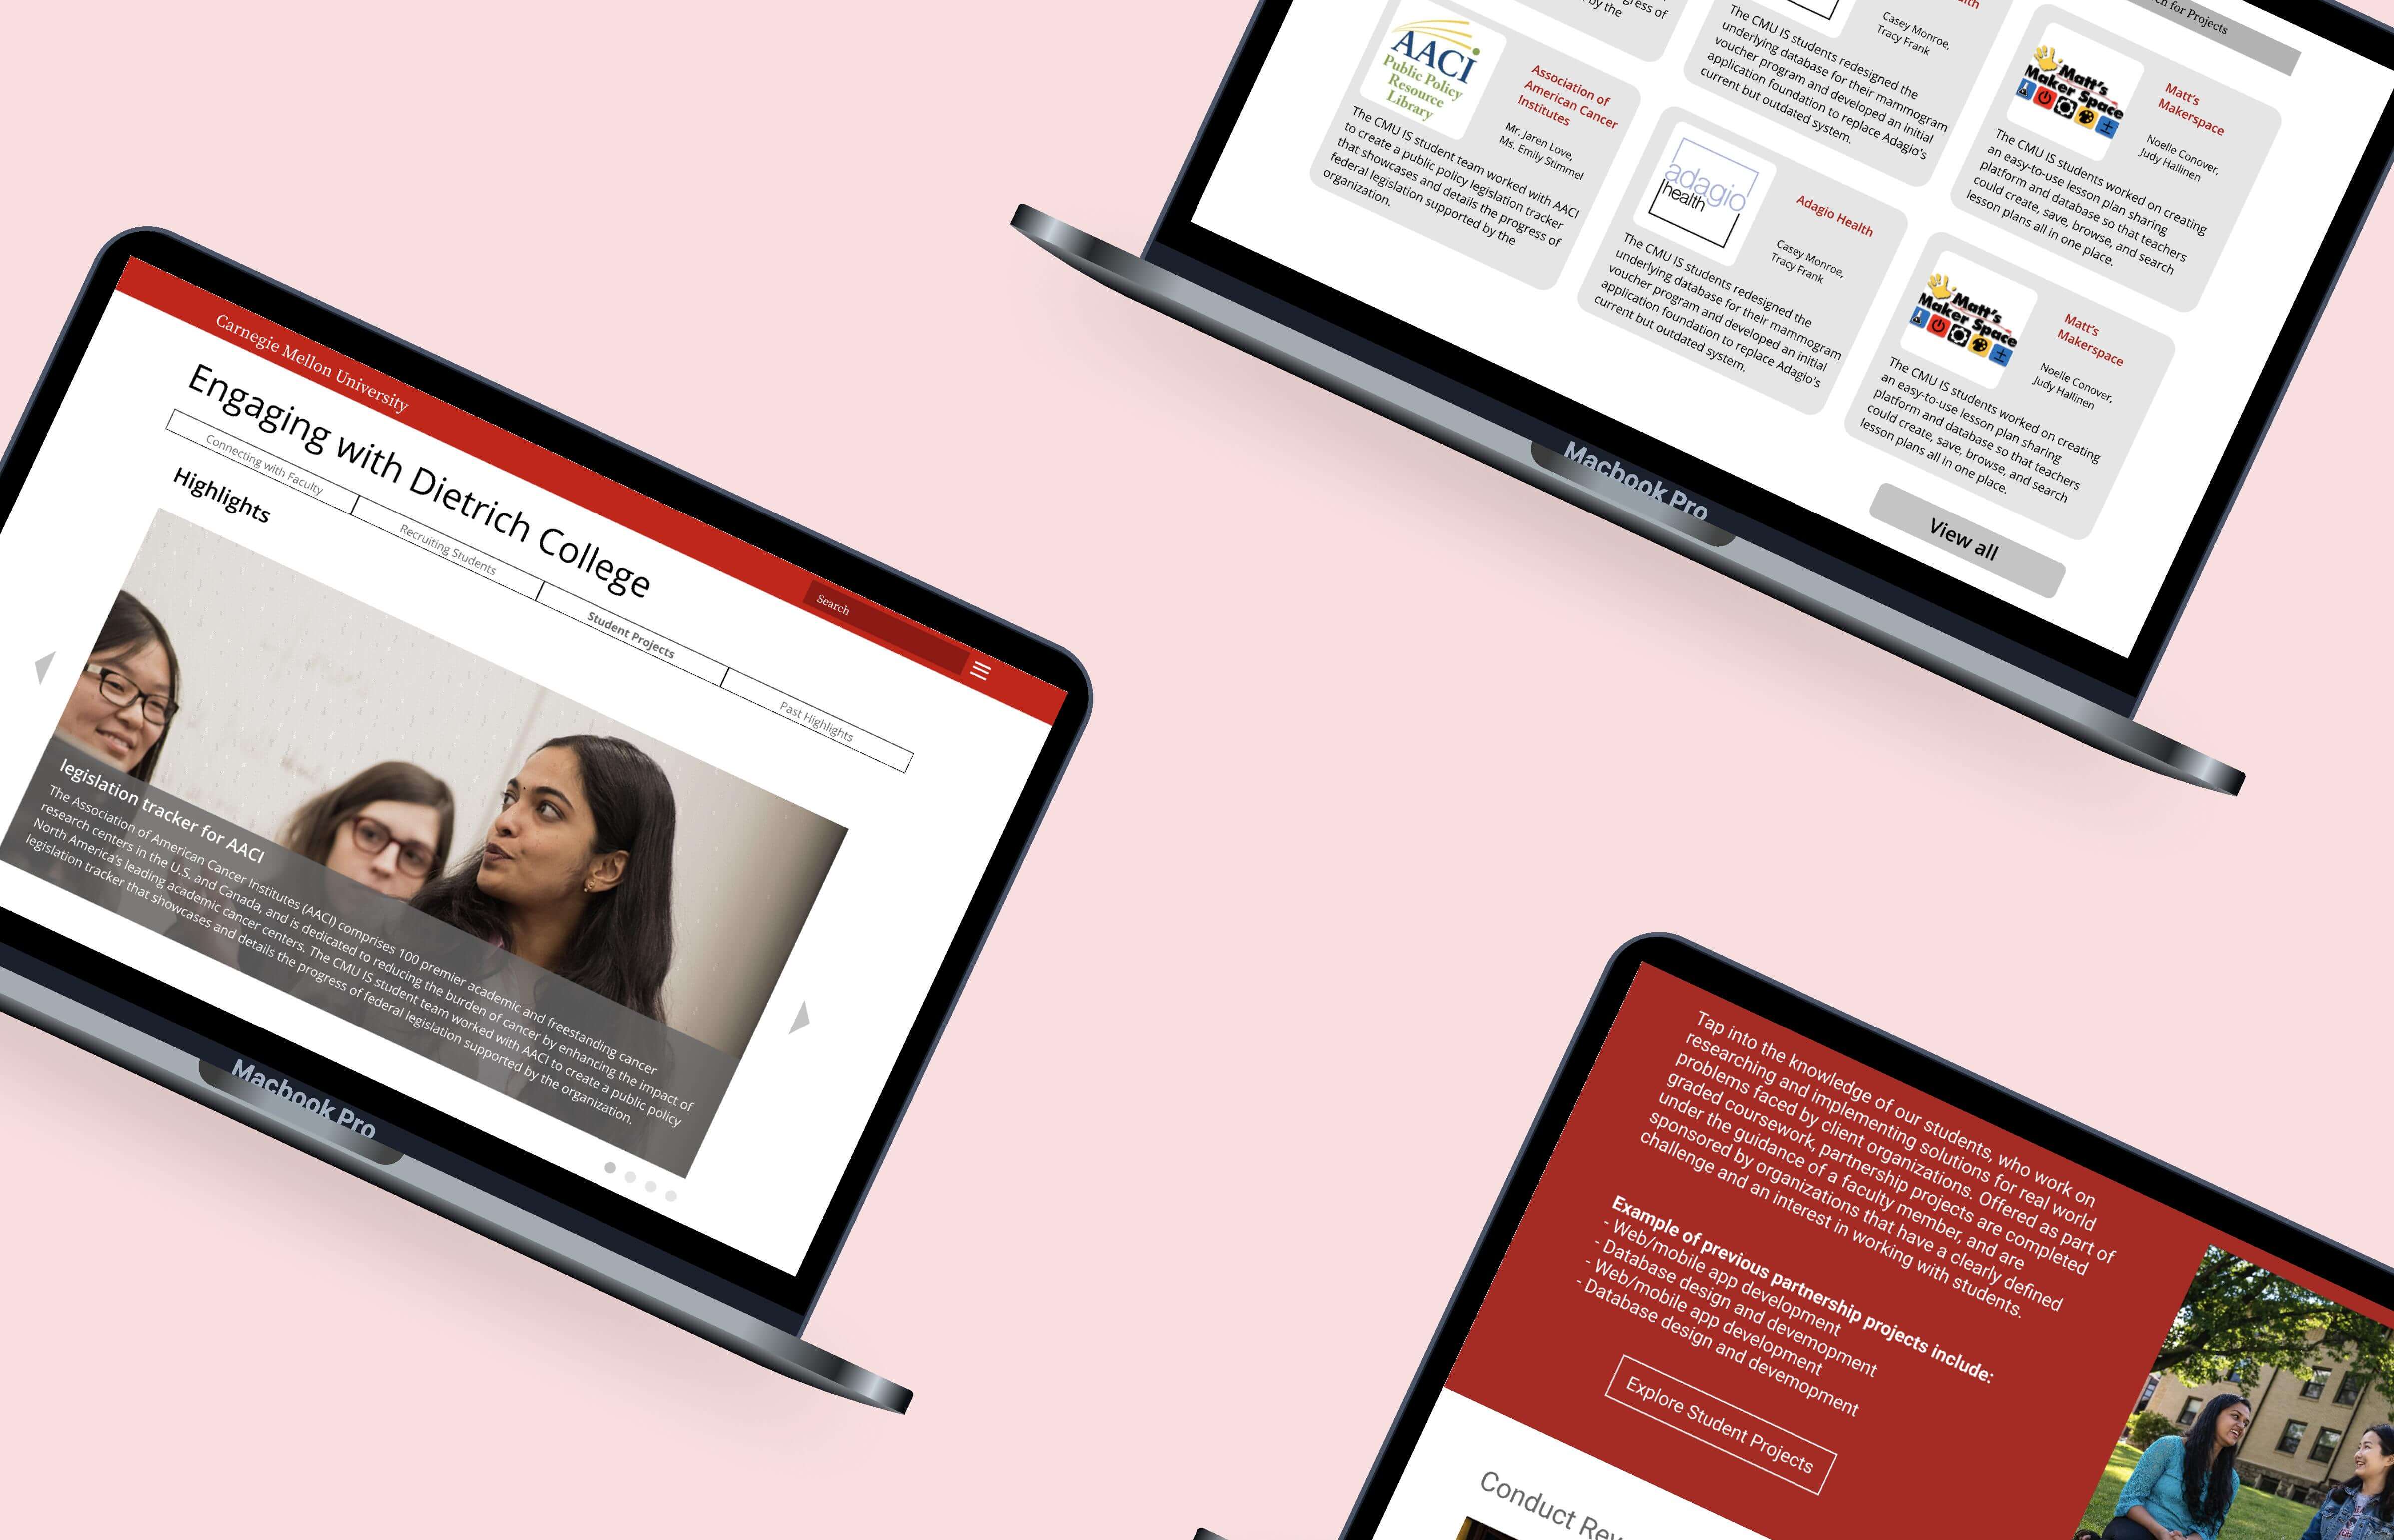 Carnegie Mellon University
Search
Engaging with Dietrich College
Connecting with Faculty
Recruiting Students
Student Projects
Past Highlights
Highlights
legislation tracker for AACI
The Association of American Cancer Institutes (AACI) comprises 100 premier academic and freestanding cancer
research centers in the U.S. and Canada, and is dedicated to reducing the burden of cancer by enhancing the impact of
North America's leading academic cancer centers. The CMU IS student team worked with AACI to create a public policy
legislation tracker that showcases and details the progress of federal legislation supported by the organization.
Macbook Pro
by the
for Projects
AACI
Public Policy
Resource
Library
Association of
American Cancer
Institutes
Mr. Jaren Love,
Ms. Emily Stimmel
The CMU IS student team worked with AACI
to create a public policy legislation tracker
that showcases and details the progress of
federal legislation supported by the
organization.
Casey Monroe,
Tracy Frank
The CMU IS students redesigned the
underlying database for their mammogram
voucher program and developed an initial
application foundation to replace Adagio's
current but outdated system.
adagio
health
Adagio Health
Casey Monroe,
Tracy Frank
The CMU IS students redesigned the
underlying database for their mammogram
voucher program and developed an initial
application foundation to replace Adagio's
current but outdated system.
Matt's
Maker Space
Matt's
Makerspace
Noelle Conover,
Judy Hallinen
The CMU IS students worked on creating
an easy-to-use lesson plan sharing
platform and database so that teachers
could create, save, browse, and search
lesson plans all in one place.
Matt's
Maker Space
Matt's
Makerspace
Noelle Conover,
Judy Hallinen
The CMU IS students worked on creating
an easy-to-use lesson plan sharing
platform and database so that teachers
could create, save, browse, and search
lesson plans all in one place.
View all
Macbook Pro
Tap into the knowledge of our students, who work on
researching and implementing solutions for real world
problems faced by client organizations. Offered as part of
graded coursework, partnership projects are completed
under the guidance of a faculty member, and are
sponsored by organizations that have a clearly defined
challenge and an interest in working with students.
Example of previous partnership projects include:
- Web/mobile app development
- Database design and devemopment
- Web/mobile app development
- Database design and devemopment
Explore Student Projects
Conduct